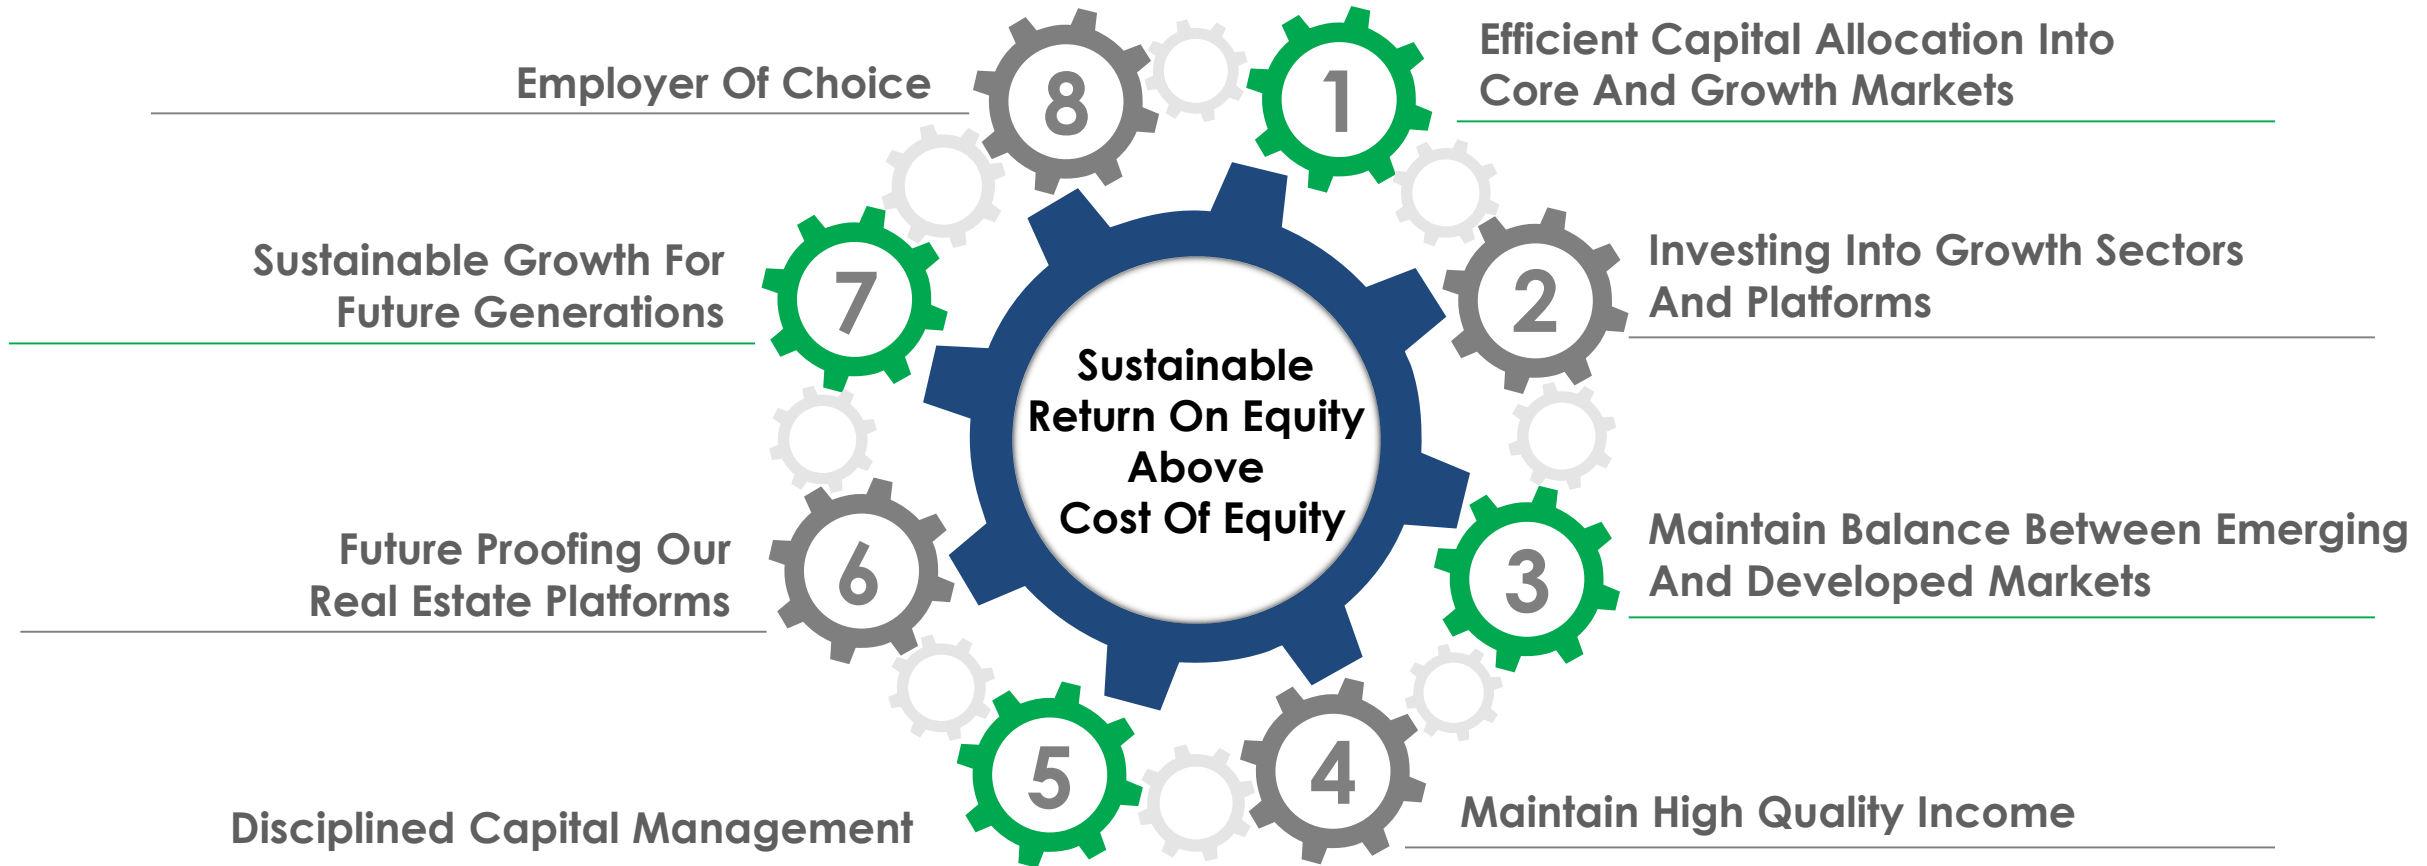 1
Efficient Capital Allocation Into
Core And Growth Markets
2
Investing Into Growth Sectors
And Platforms
3
Maintain Balance Between Emerging
And Developed Markets
4
Maintain High Quality Income
5
Disciplined Capital Management
6
Future Proofing Our
Real Estate Platforms
7
Sustainable Growth For
Future Generations
8
Employer Of Choice
Sustainable
Return On Equity
Above
Cost Of Equity